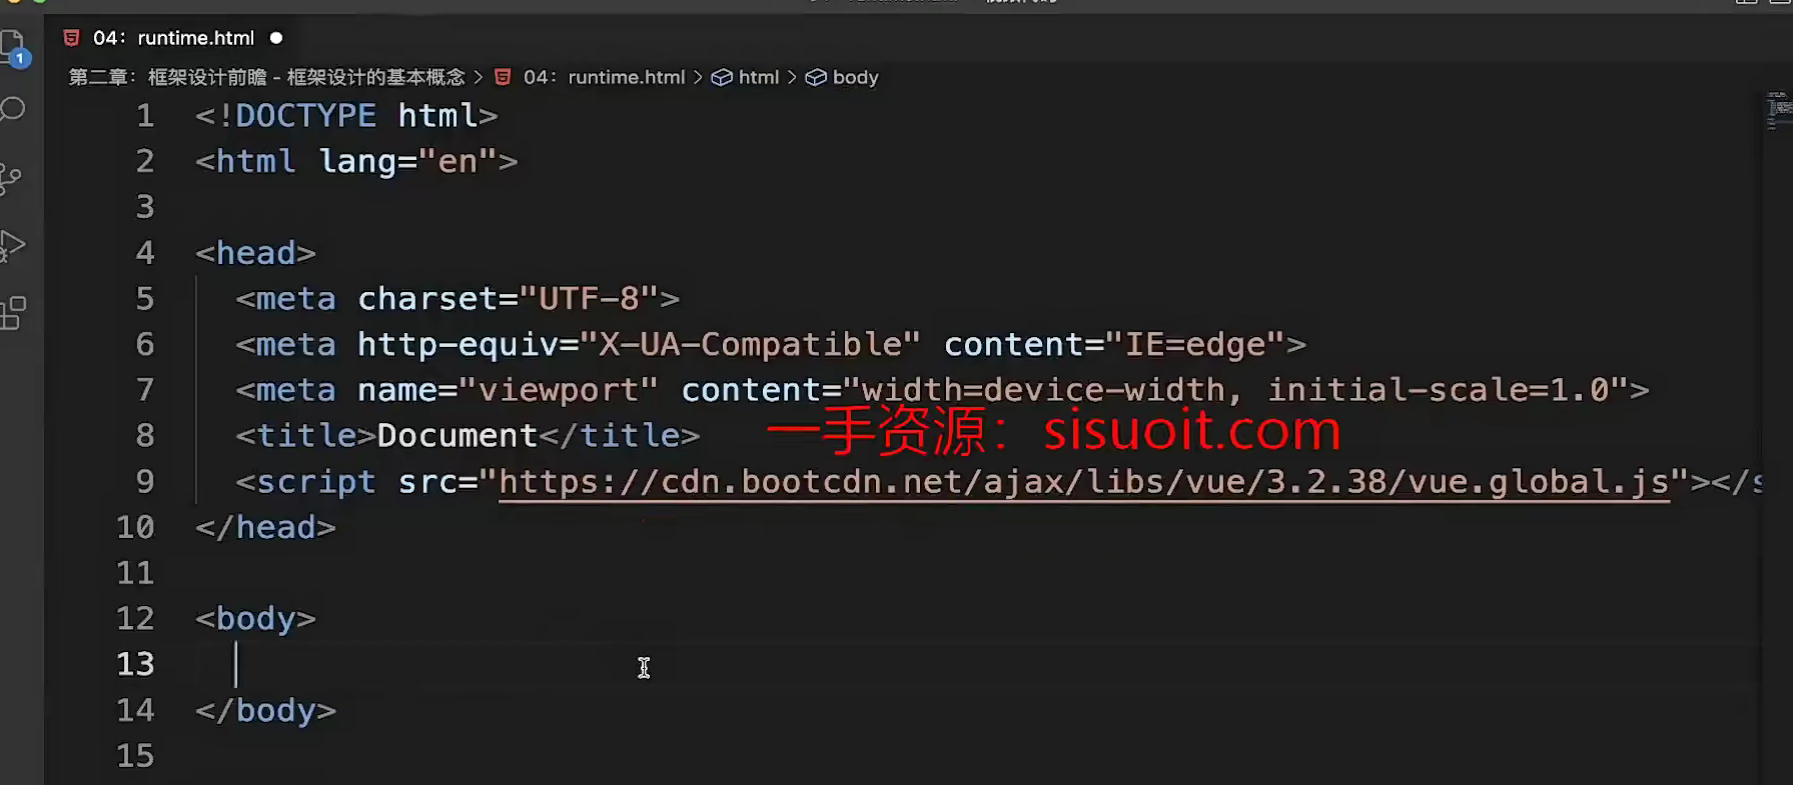 04: runtime.html
1
第二章：框架设计前瞻 - 框架设计的基本概念 > 04: runtime.html > html > body
1 <!DOCTYPE html>
2 <html lang="en">
3
4 <head>
5 <meta charset="UTF-8">
6 <meta http-equiv="X-UA-Compatible" content="IE=edge">
7 <meta name="viewport" content="width=device-width, initial-scale=1.0">
8 <title>Document</title>
一手资源：sisuoit.com
9 <script src="https://cdn.bootcdn.net/ajax/libs/vue/3.2.38/vue.global.js"></s
10 </head>
11
12 <body>
13
14 </body>
15